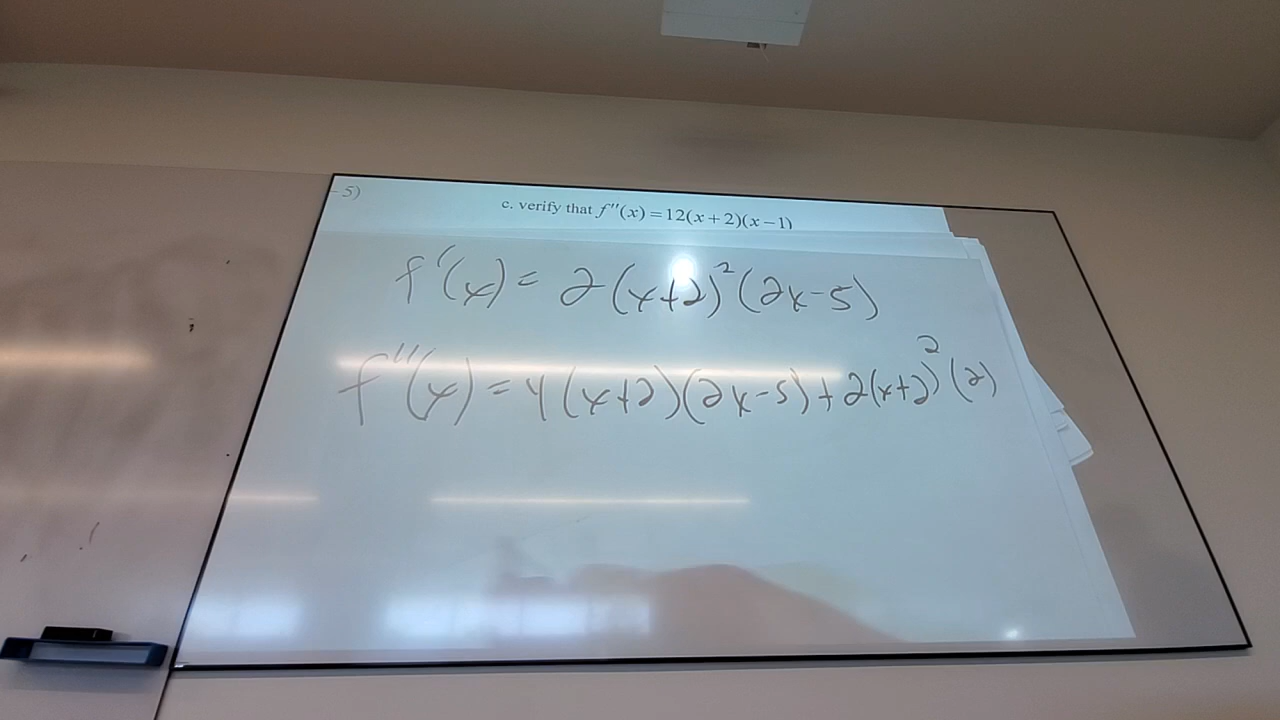 - 5)
c. verify that f''(x)=12(x+2)(x-1)
f'(x) = 2(x+2)²(2x-5)
f''(x) = 4(x+2)(2x-5)+2(x+2)²(2)